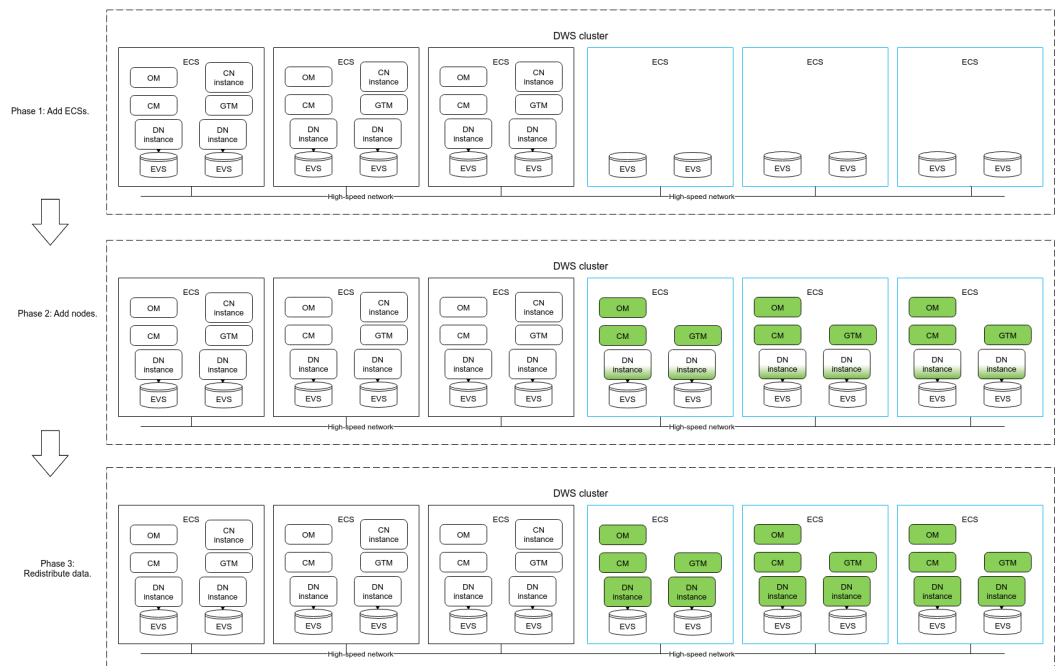 DWS cluster
ECS ECS ECS ECS ECS ECS
OM CN instance OM CN instance OM CN instance
Phase 1: Add ECSs.
CM GTM CM GTM CM GTM
DN instance DN instance DN instance DN instance DN instance DN instance
EVS EVS EVS EVS EVS EVS EVS EVS EVS EVS EVS EVS
High-speed network High-speed network
DWS cluster
ECS ECS ECS ECS ECS ECS
OM CN instance OM CN instance OM CN instance OM OM OM
Phase 2: Add nodes.
CM GTM CM GTM CM GTM CM GTM CM GTM CM GTM
DN instance DN instance DN instance DN instance DN instance DN instance DN instance DN instance DN instance DN instance DN instance DN instance
EVS EVS EVS EVS EVS EVS EVS EVS EVS EVS EVS EVS
High-speed network High-speed network
DWS cluster
ECS ECS ECS ECS ECS ECS
OM CN instance OM CN instance OM CN instance OM OM OM
Phase 3:
Redistribute data.
CM GTM CM GTM CM GTM CM GTM CM GTM CM GTM
DN instance DN instance DN instance DN instance DN instance DN instance DN instance DN instance DN instance DN instance DN instance DN instance
EVS EVS EVS EVS EVS EVS EVS EVS EVS EVS EVS EVS
High-speed network High-speed network